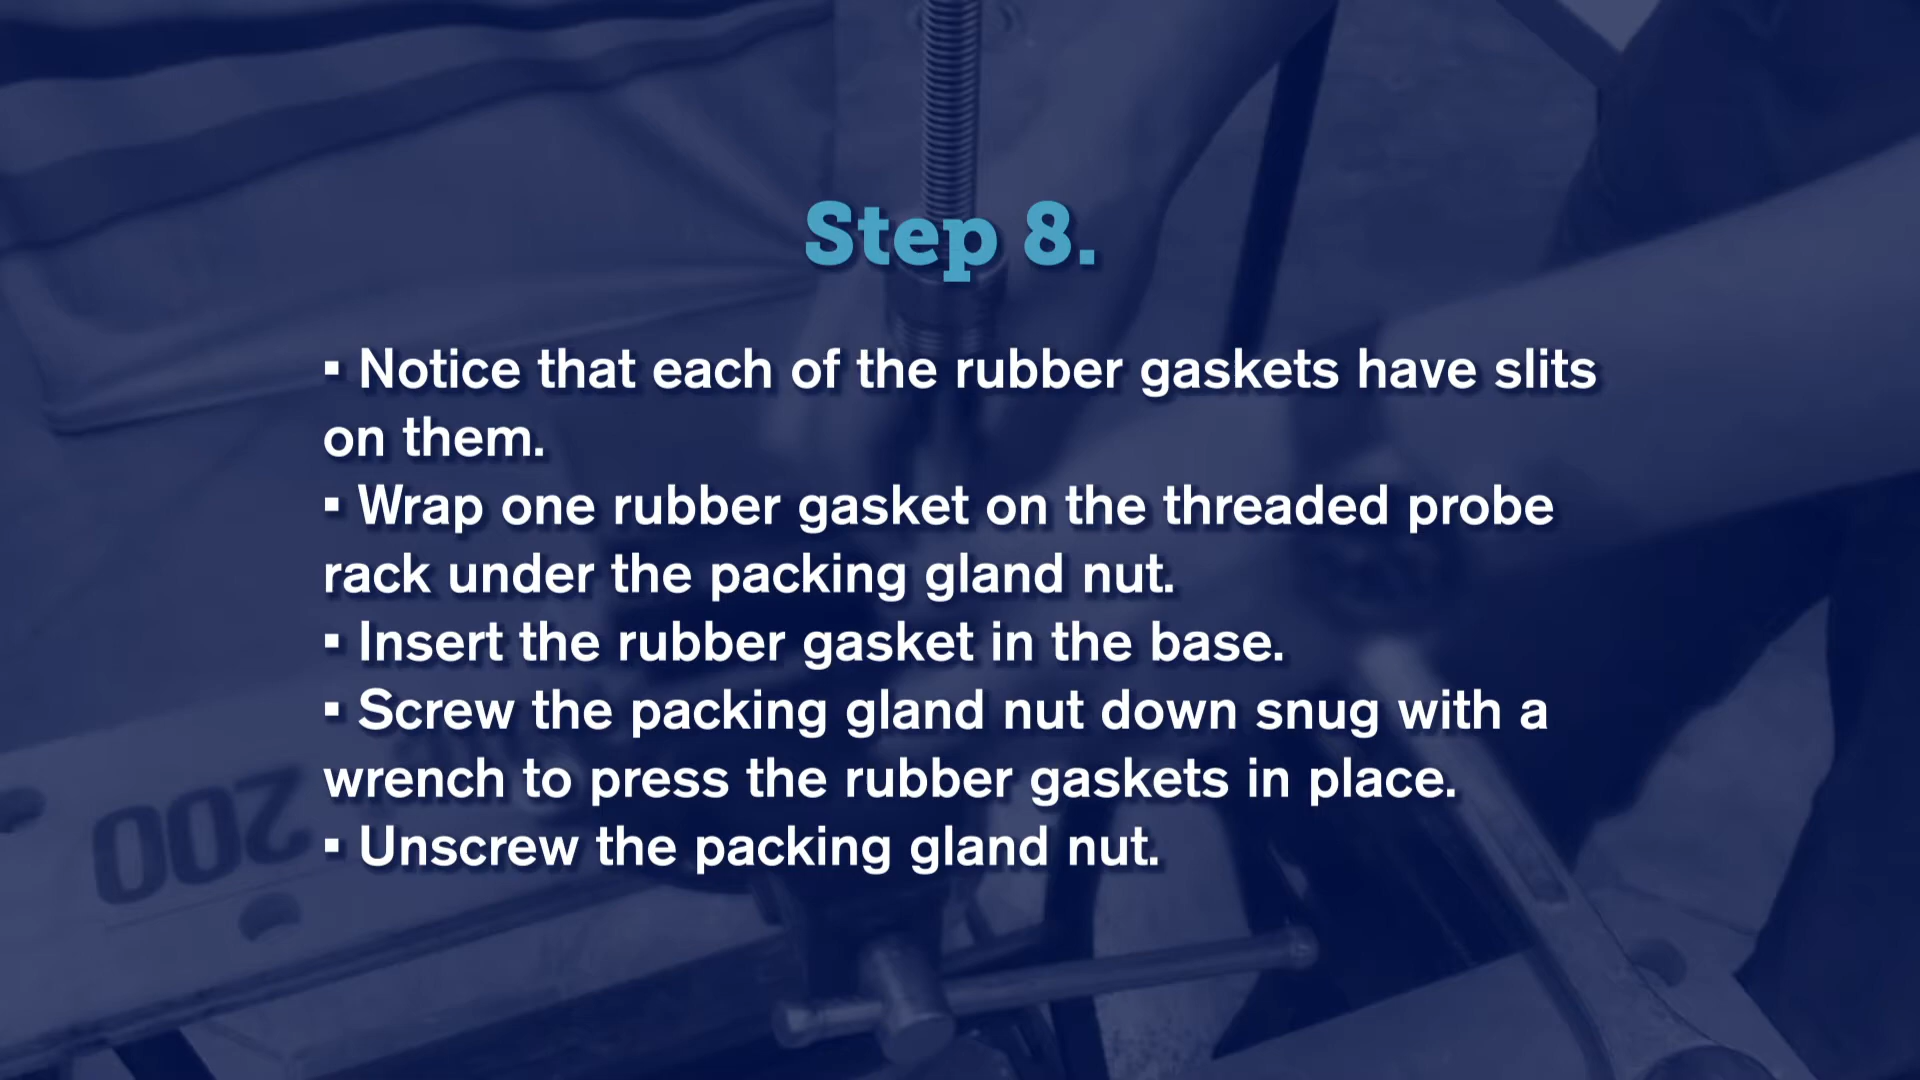 Step 8.
▪ Notice that each of the rubber gaskets have slits
on them.
▪ Wrap one rubber gasket on the threaded probe
rack under the packing gland nut.
▪ Insert the rubber gasket in the base.
▪ Screw the packing gland nut down snug with a
wrench to press the rubber gaskets in place.
▪ Unscrew the packing gland nut.
200